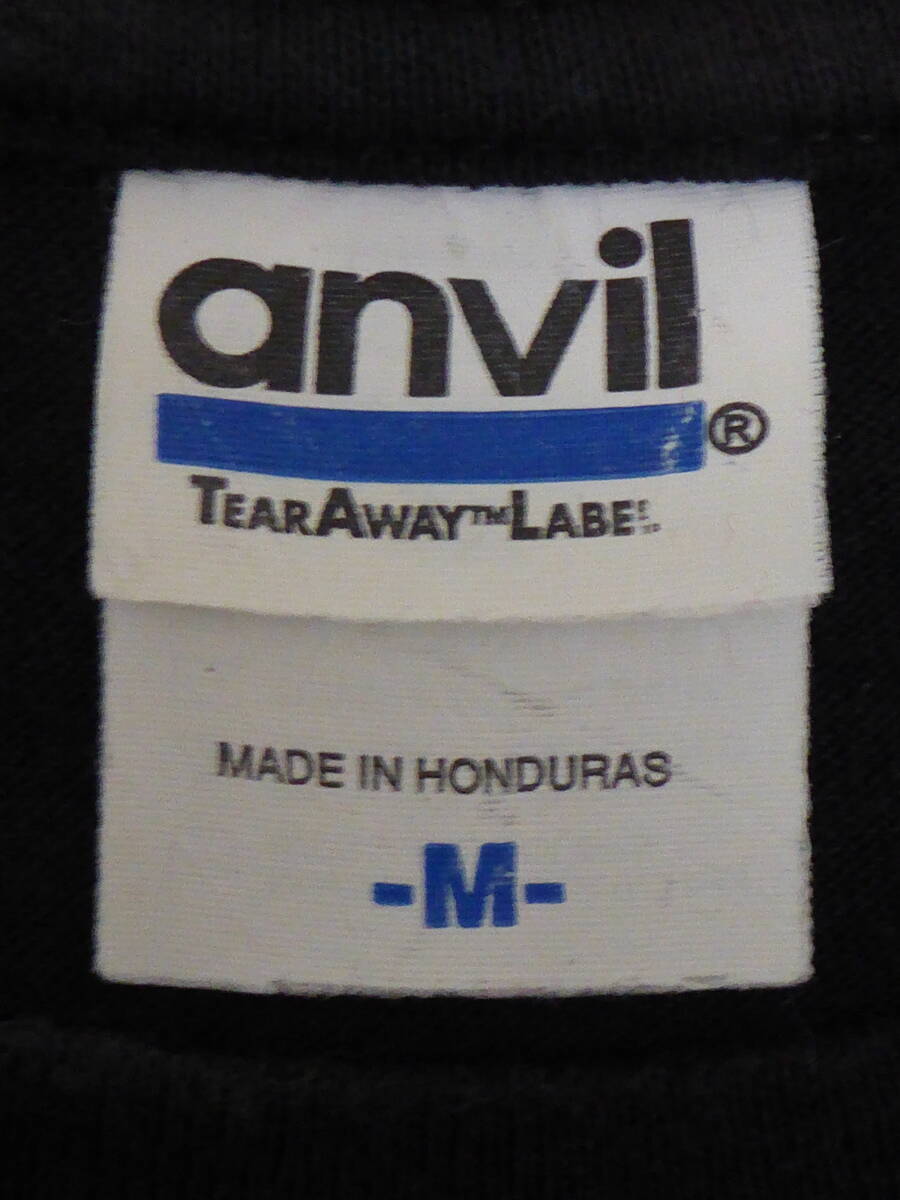 anvil®
TEARAWAY™LABEL
MADE IN HONDURAS
-M-